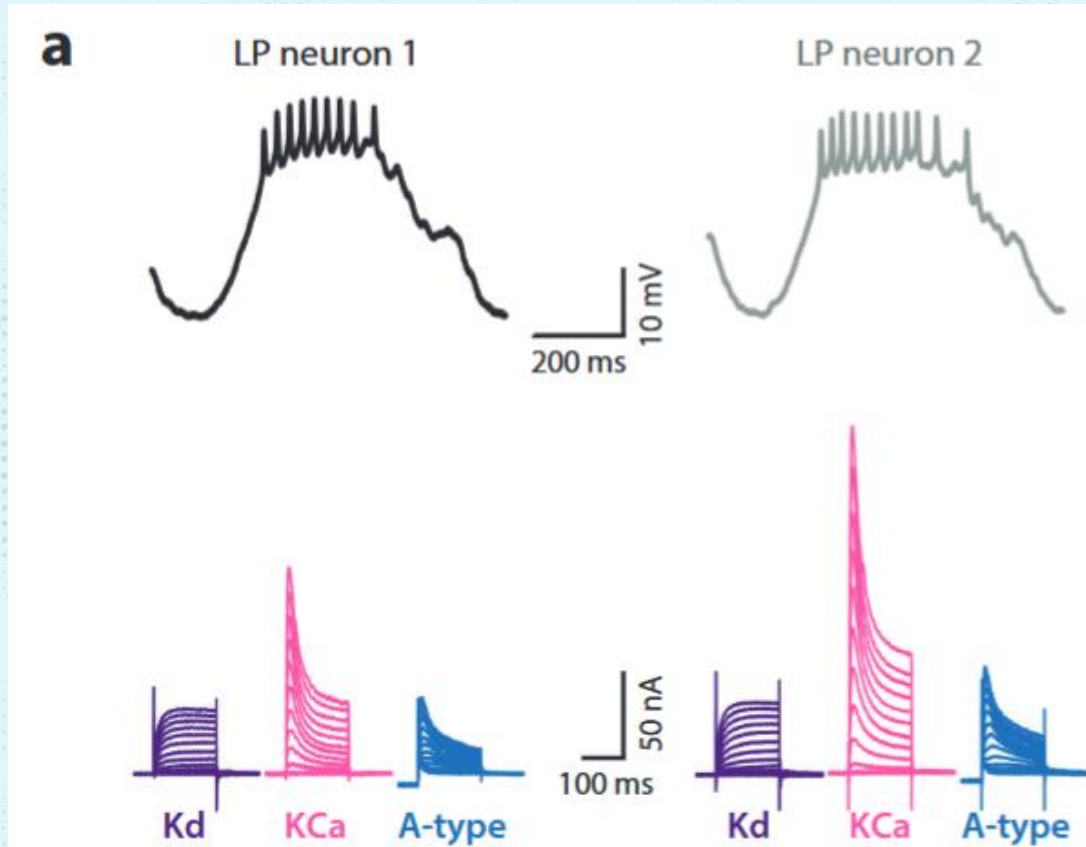 a
LP neuron 1
LP neuron 2
10 mV
200 ms
50 nA
100 ms
Kd
KCa
A-type
Kd
KCa
A-type